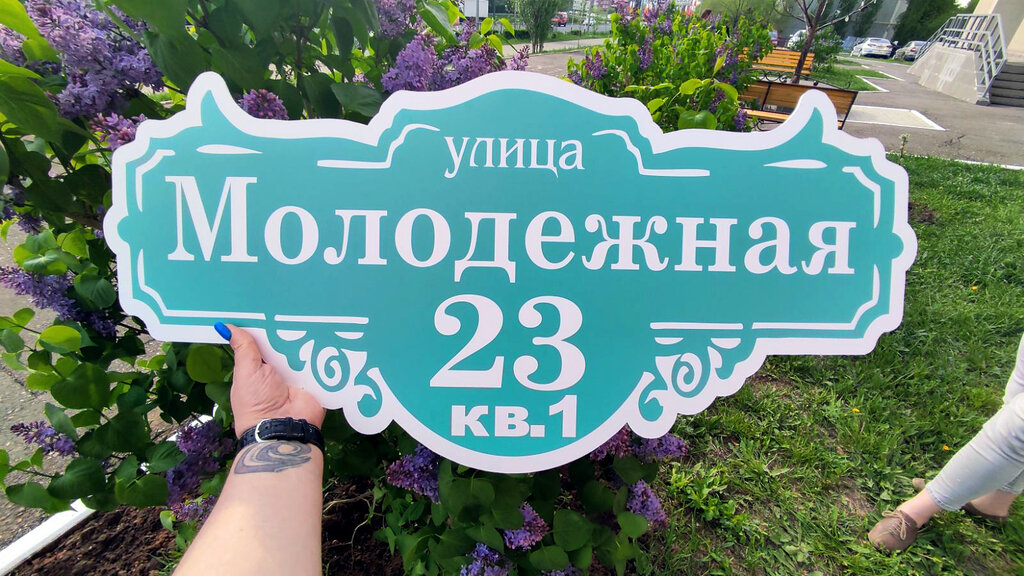 улица
Молодежная
23
кв.1